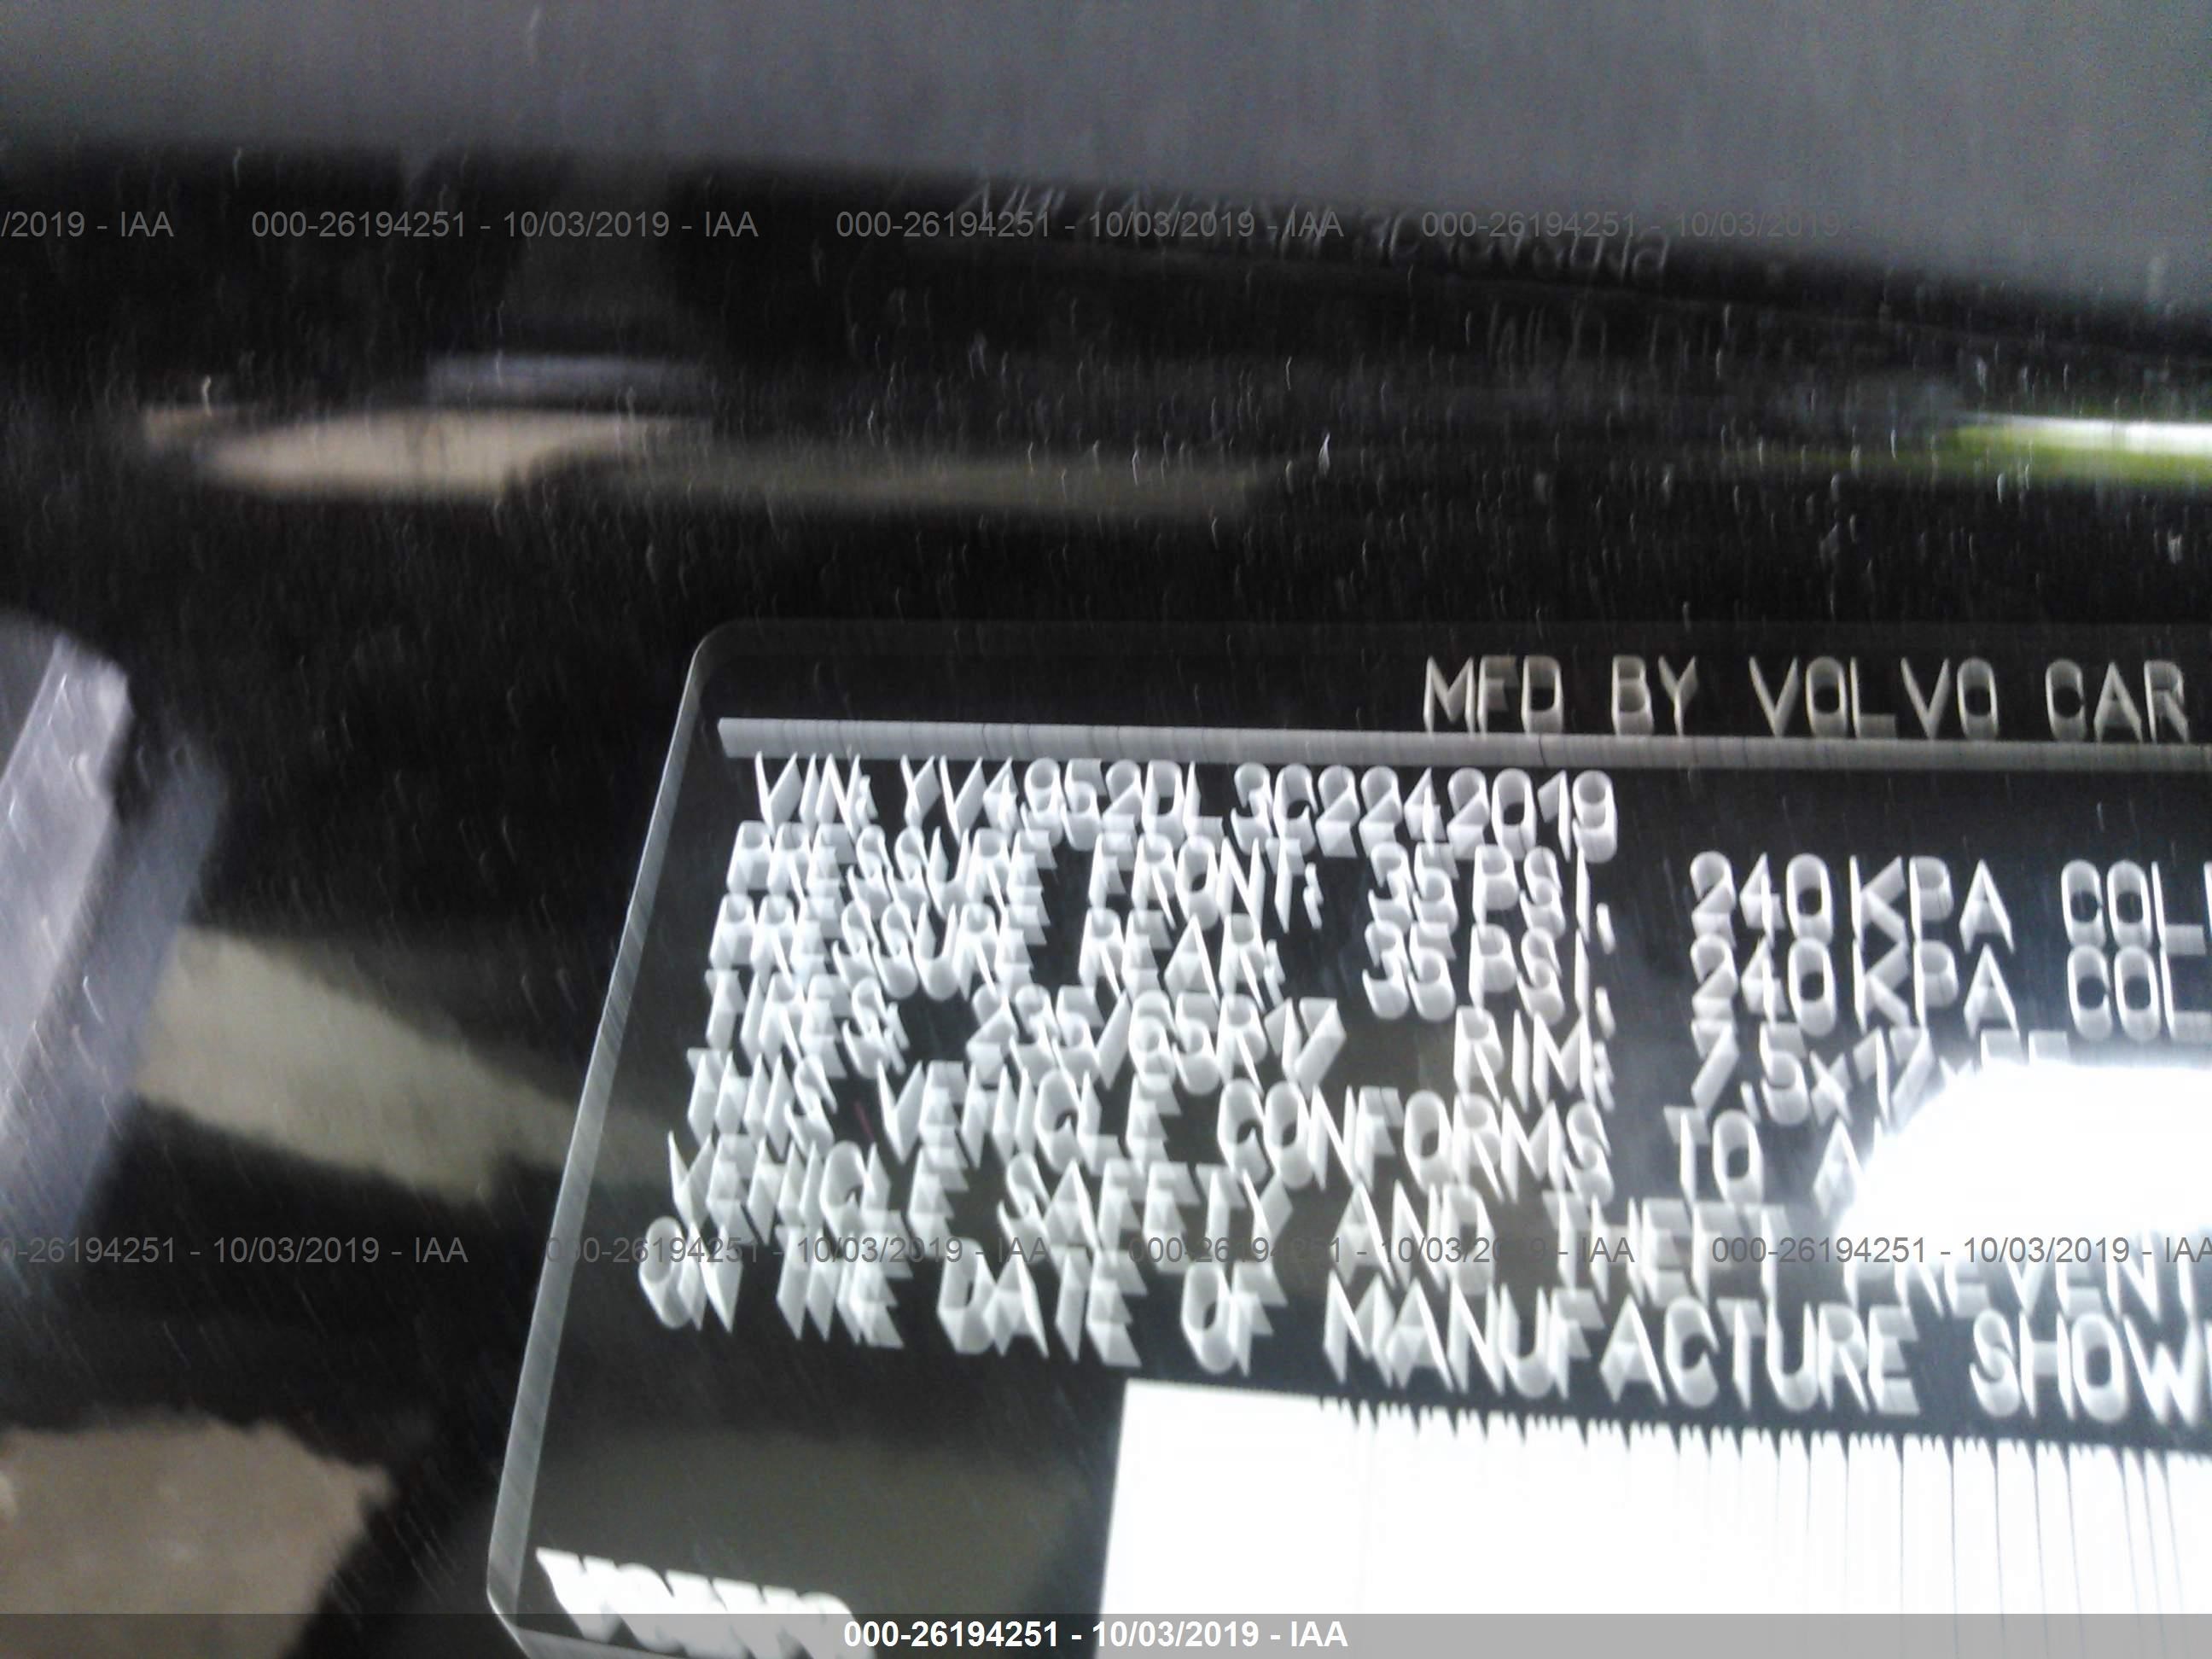 /2019 - IAA 000-26194251 - 10/03/2019 - IAA 000-26194251 - 10/03/2019 - IAA 000-26194251 - 10/03/2019 -
MFD BY VOLVO CAR
VIN: YV4952DL3C2242019
PRESSURE FRONT: 35 PSI, 240 KPA COL
PRESSURE REAR: 35 PSI, 240 KPA COL
TIRES: 235/65R17 RIM: 7,5x17,
THIS VEHICLE CONFORMS TO A
VEHICLE SAFETY AND THEFT PREVENT
0-26194251 - 10/03/2019 - IAA 000-26194251 - 10/03/2019 - IAA 000-26194251 - 10/03/2019 - IAA 000-26194251 - 10/03/2019 - IAA
ON THE DATE OF MANUFACTURE SHOW
VOLVO
000-26194251 - 10/03/2019 - IAA